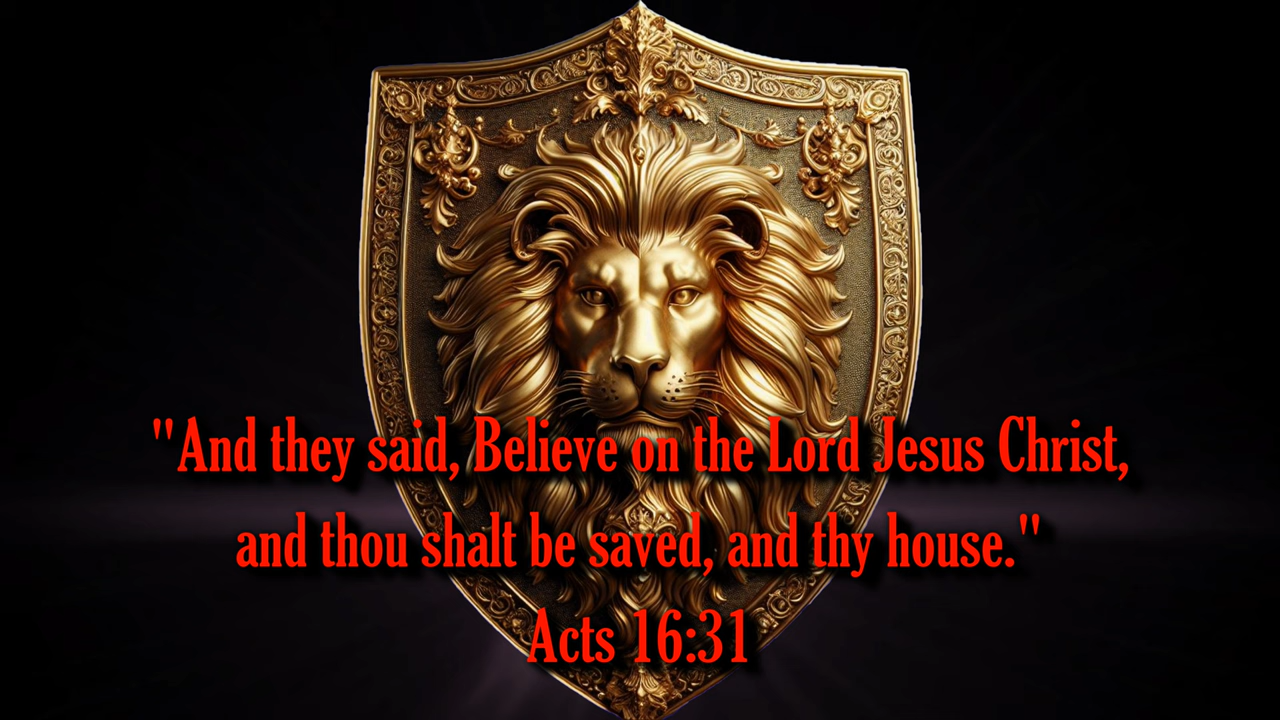 "And they said, Believe on the Lord Jesus Christ,
and thou shalt be saved, and thy house."
Acts 16:31